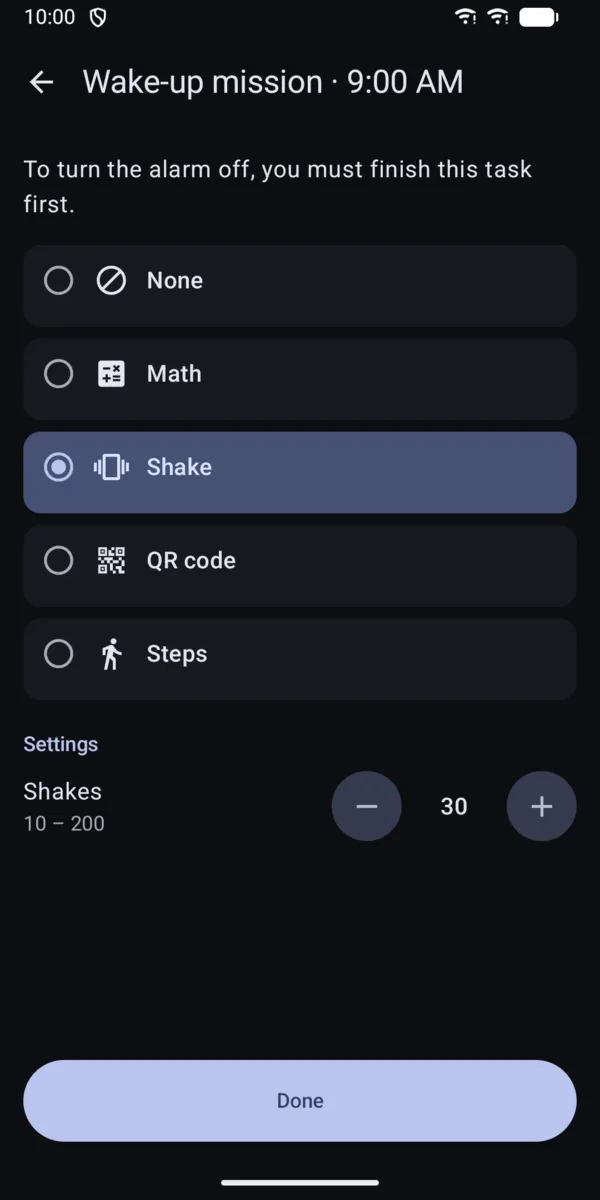 10:00
Wake-up mission · 9:00 AM
To turn the alarm off, you must finish this task
first.
None
Math
Shake
QR code
Steps
Settings
Shakes
10 – 200
30
Done